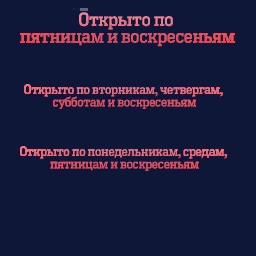 Открыто по
пятницам и воскресеньям
Открыто по вторникам, четвергам,
субботам и воскресеньям
Открыто по понедельникам, средам,
пятницам и воскресеньям